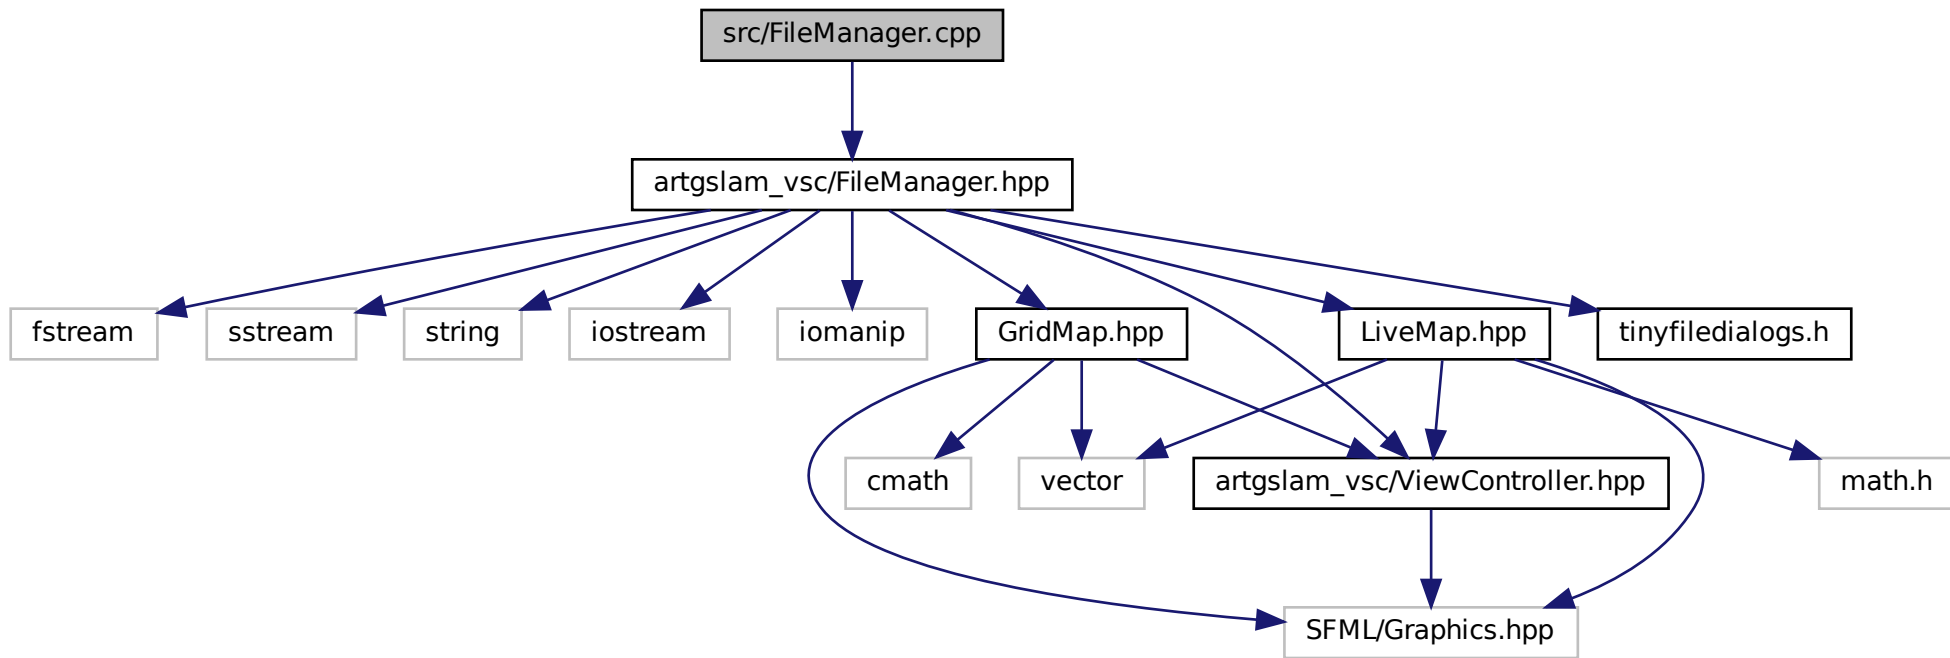 src/FileManager.cpp
artgslam_vsc/FileManager.hpp
fstream
sstream
string
iostream
iomanip
GridMap.hpp
LiveMap.hpp
tinyfiledialogs.h
cmath
vector
artgslam_vsc/ViewController.hpp
math.h
SFML/Graphics.hpp